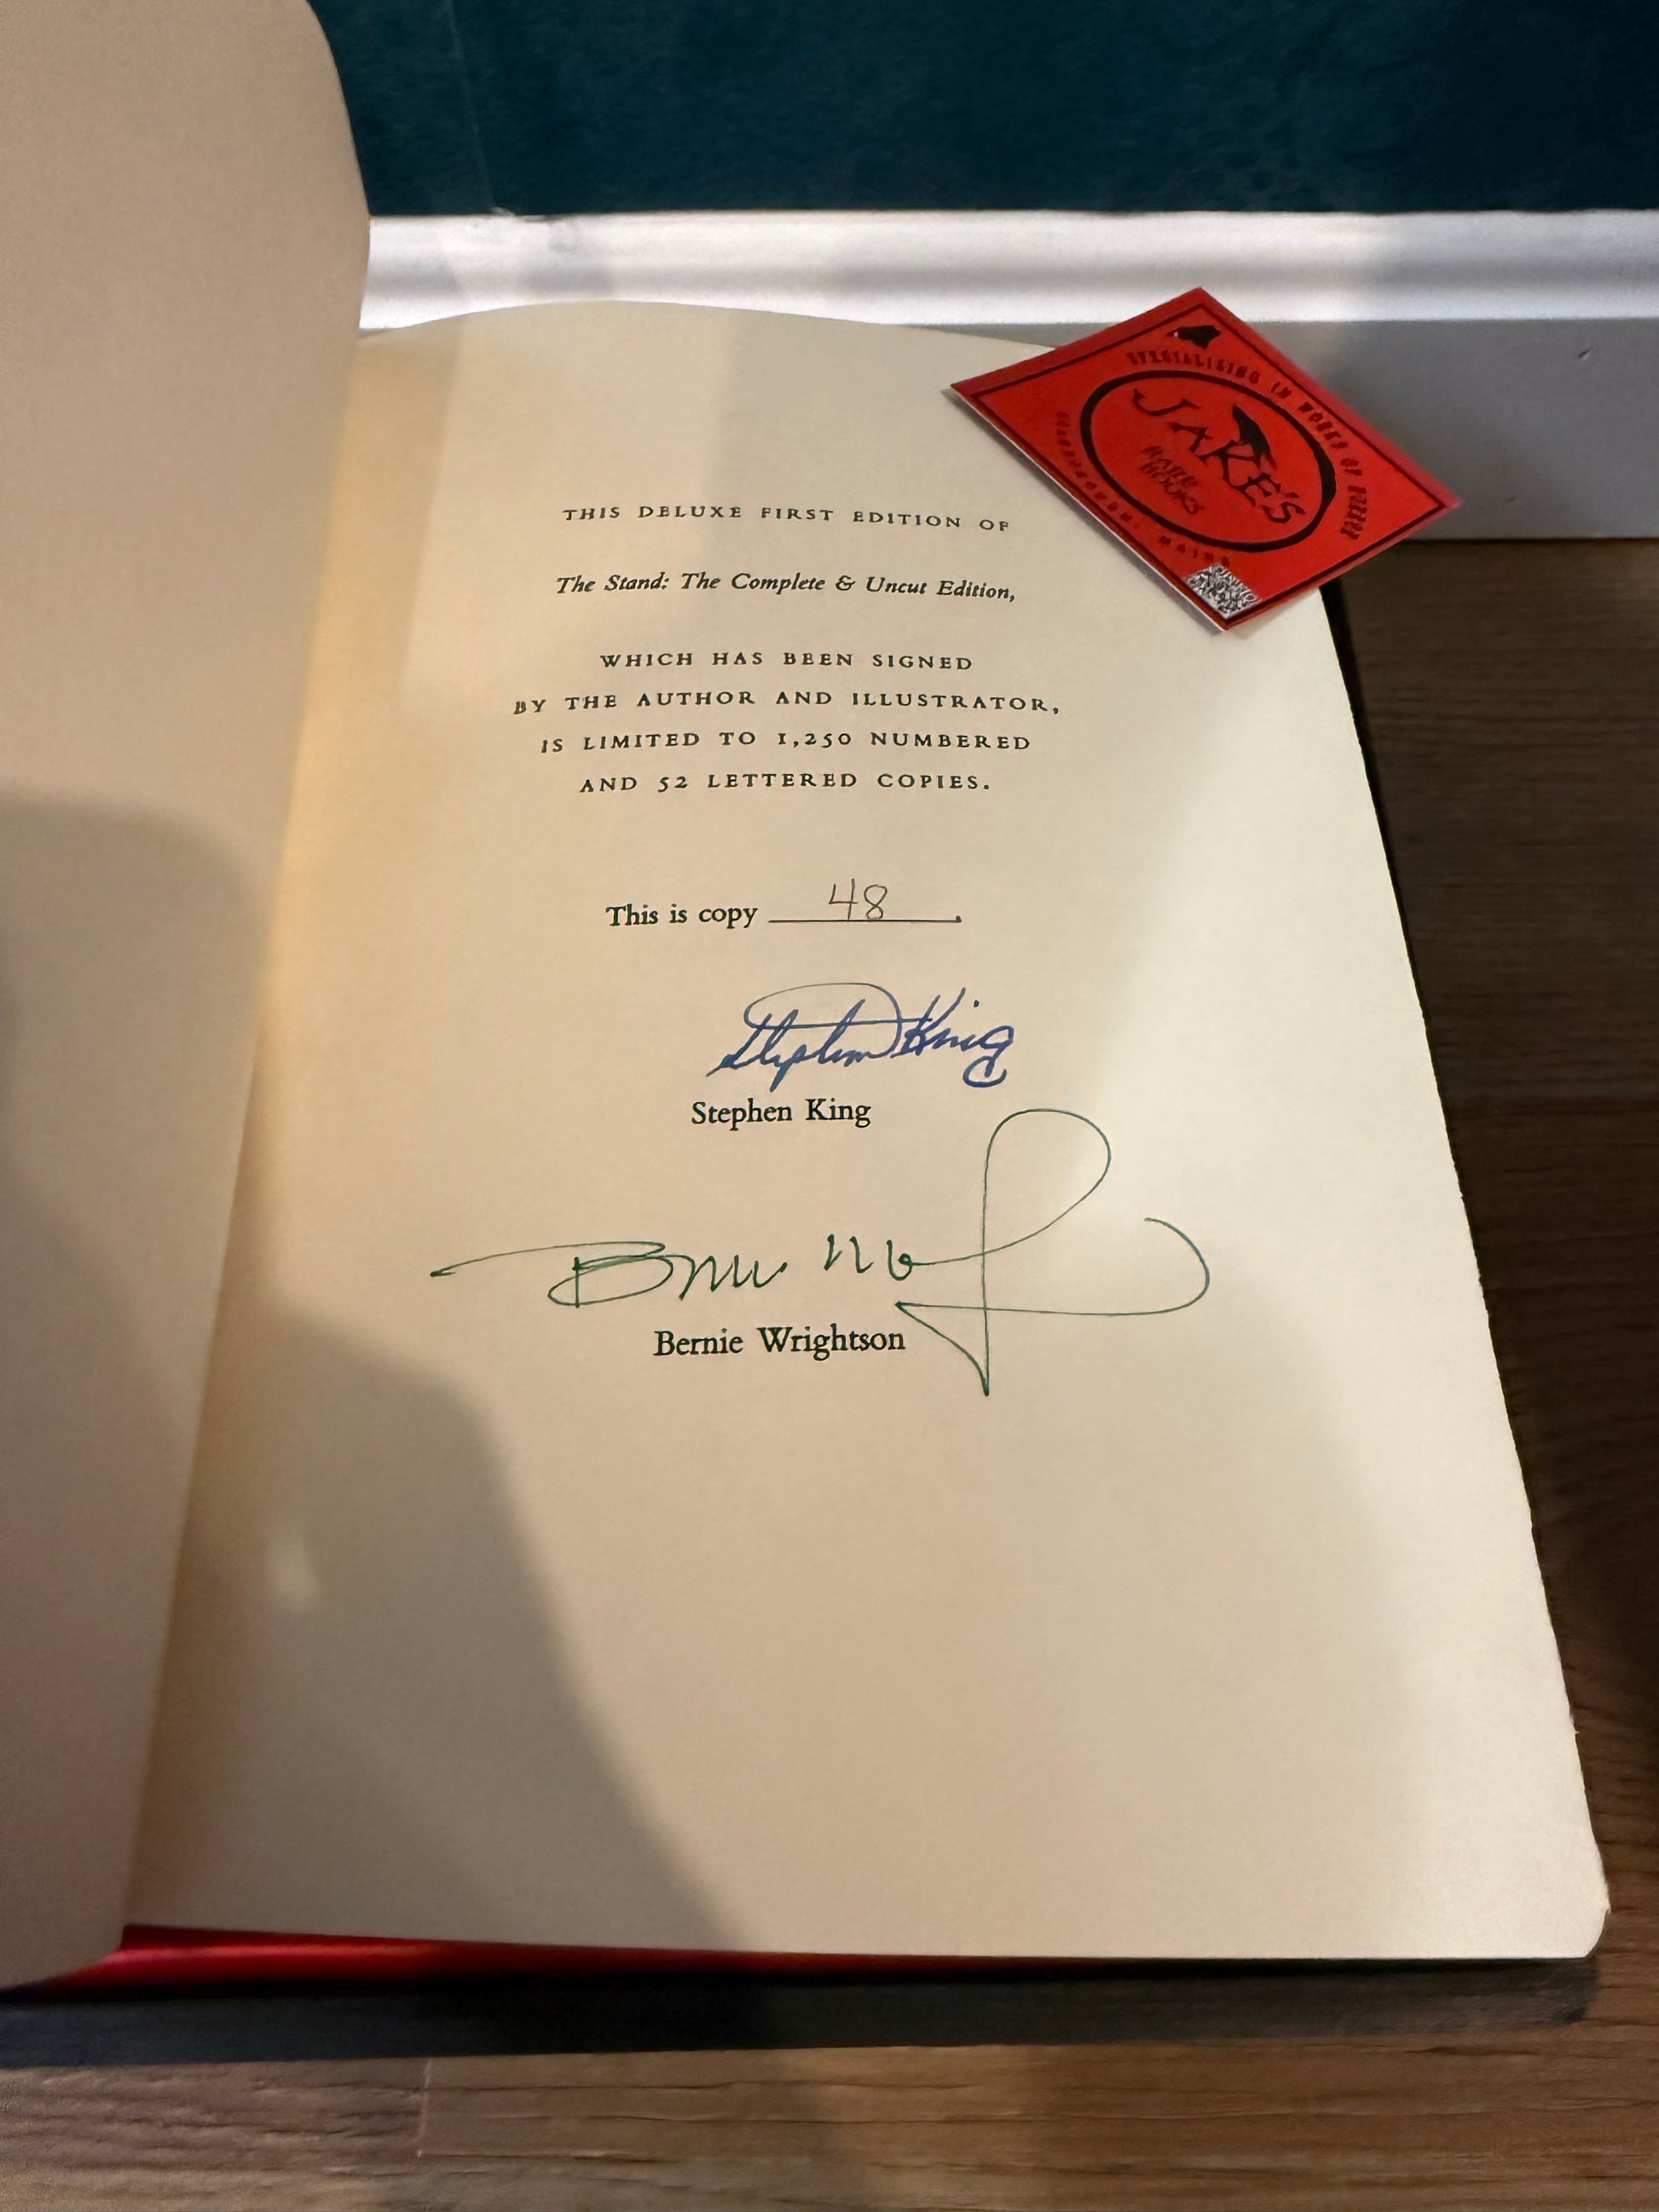 SPECIALIZING IN WORKS OF
JAKE'S
RARE
BOOKS
MAINE
THIS DELUXE FIRST EDITION OF
The Stand: The Complete & Uncut Edition,
WHICH HAS BEEN SIGNED
BY THE AUTHOR AND ILLUSTRATOR,
IS LIMITED TO 1,250 NUMBERED
AND 52 LETTERED COPIES.
This is copy 48.
Stephen King
Stephen King
Bernie Wrightson